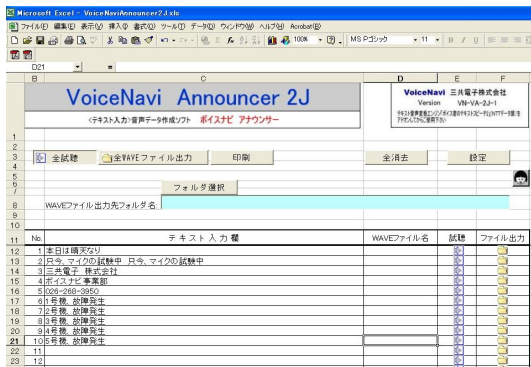 Microsoft Excel - VoiceNaviAnnouncer2J.xls
ファイル(F) 編集(E) 表示(V) 挿入(I) 書式(O) ツール(T) データ(D) ウィンドウ(W) ヘルプ(H) Acrobat(B)
100% MS Pゴシック 11 B I U
D21 =
B C D E F
VoiceNavi Announcer 2J
<テキスト入力>音声データ作成ソフト ボイスナビ アナウンサー
VoiceNavi 三共電子株式会社
Version VN-VA-2J-1
1
2
3 全試聴 全WAVEファイル出力 印刷 全消去 設定
4
5
6 フォルダ選択
7
8 WAVEファイル出力先フォルダ名:
9
10
11 No. テキスト入力欄 WAVEファイル名 試聴 ファイル出力
12 1 本日は晴天なり
13 2 只今、マイクの試験中 只今、マイクの試験中
14 3 三共電子 株式会社
15 4 ボイスナビ事業部
16 5 026-268-3950
17 6 1号機、故障発生
18 7 2号機、故障発生
19 8 3号機、故障発生
20 9 4号機、故障発生
21 10 5号機、故障発生
22 11
23 12